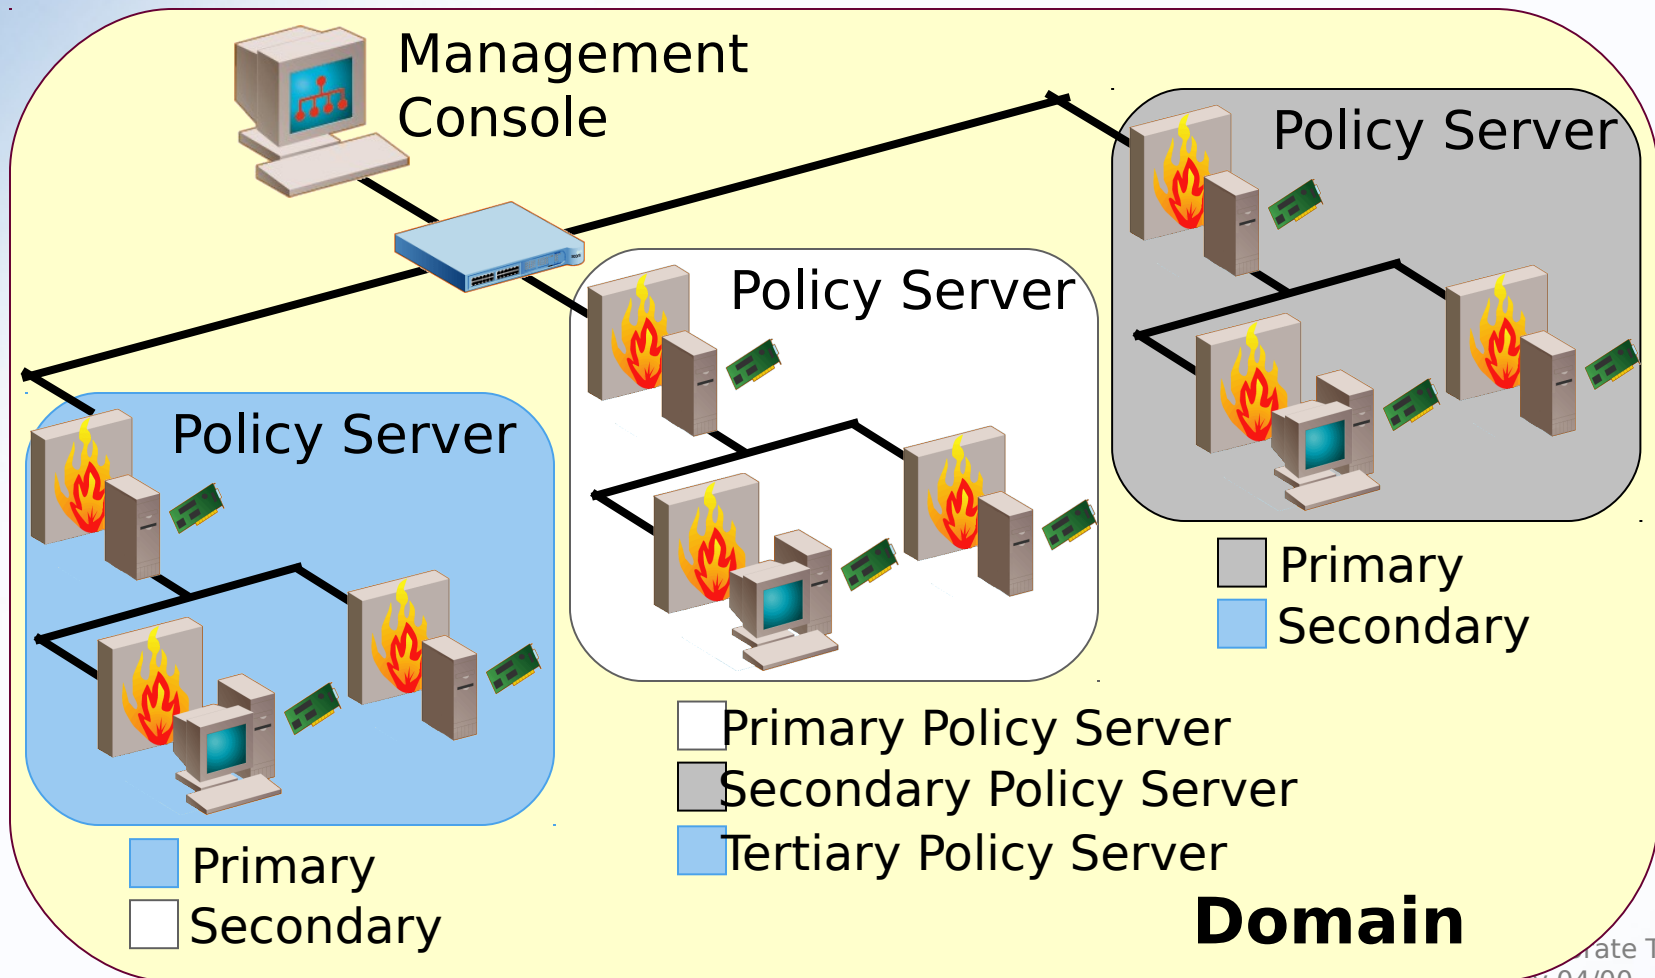 Management
Console
Policy Server
Policy Server
Policy Server
Primary
Secondary
Primary Policy Server
Secondary Policy Server
Tertiary Policy Server
Primary
Secondary
Domain